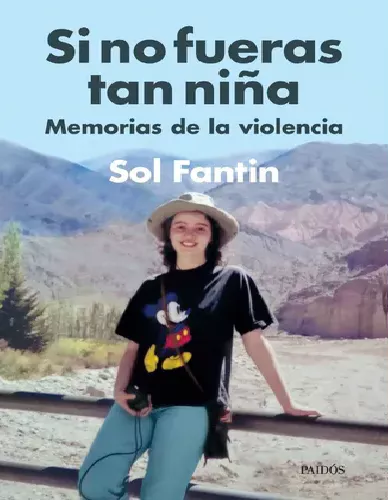 Si no fueras
tan niña
Memorias de la violencia
Sol Fantin
PAIDÓS